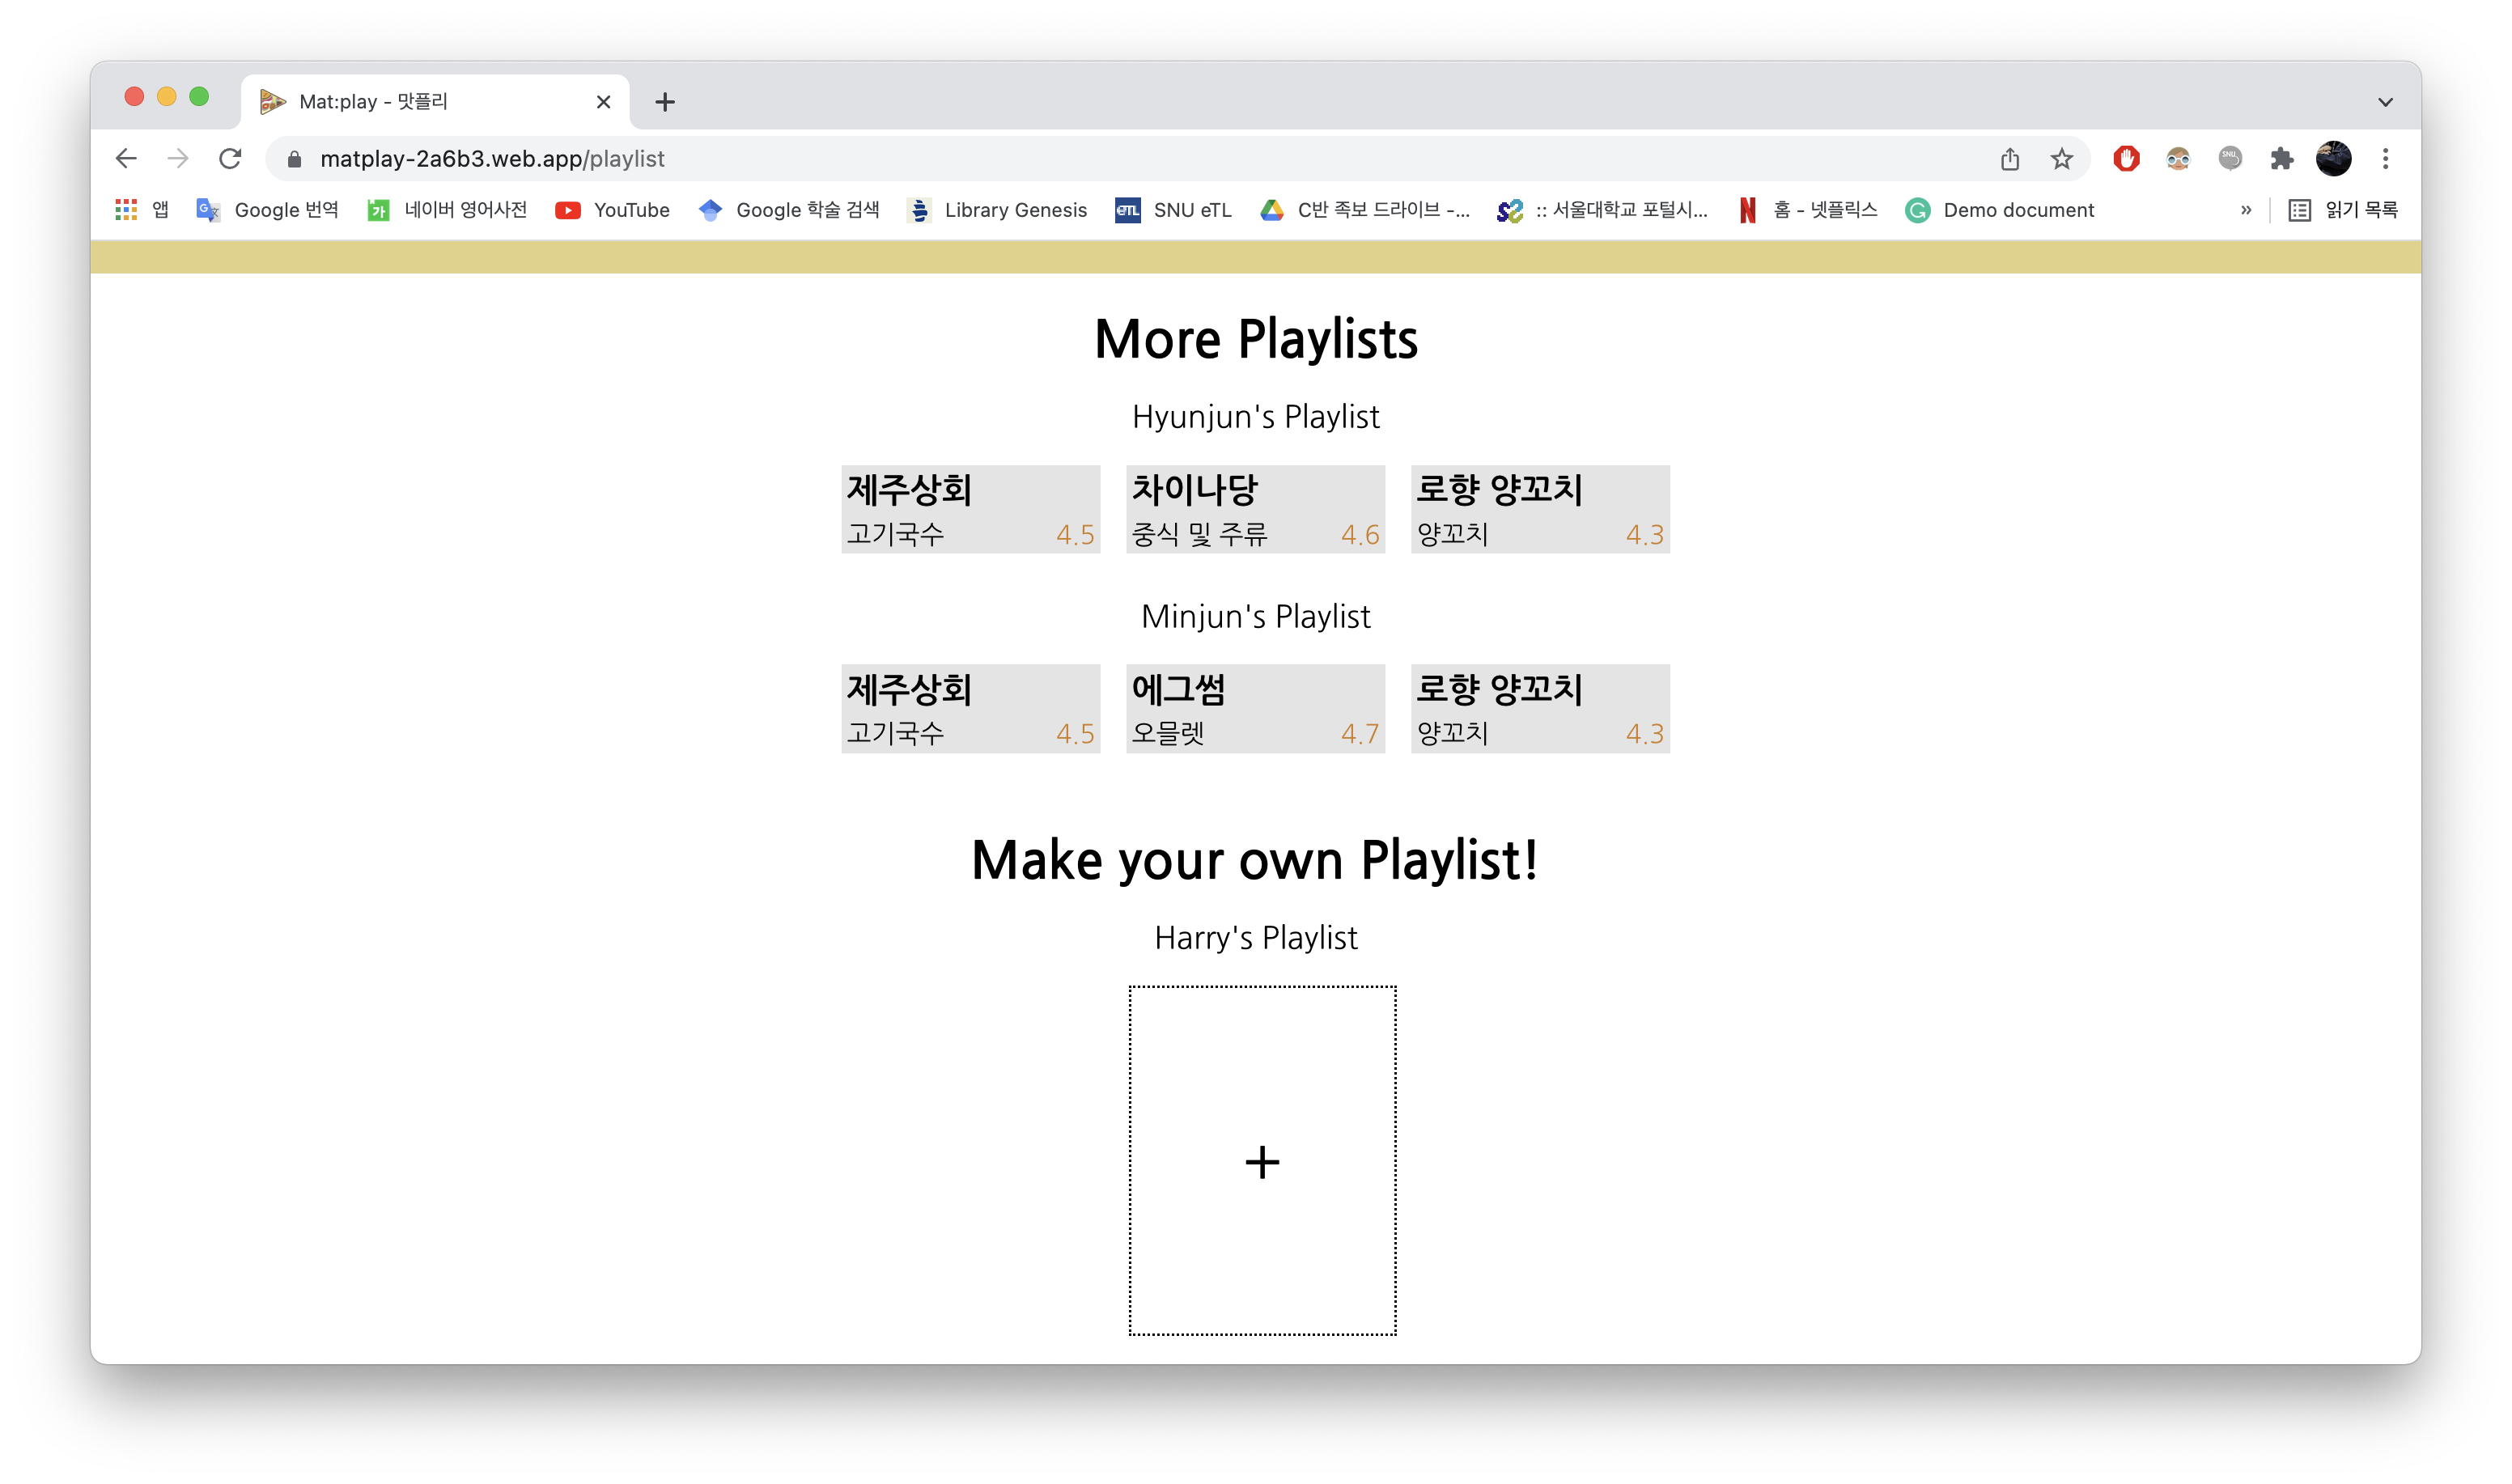 Mat:play - 맛플리
matplay-2a6b3.web.app/playlist
앱 Google 번역 네이버 영어사전 YouTube Google 학술 검색 Library Genesis eTL SNU eTL C반 족보 드라이브 -... :: 서울대학교 포털시... 홈 - 넷플릭스 Demo document » 읽기 목록
More Playlists
Hyunjun's Playlist
제주상회 차이나당 로향 양꼬치
고기국수 4.5 중식 및 주류 4.6 양꼬치 4.3
Minjun's Playlist
제주상회 에그썸 로향 양꼬치
고기국수 4.5 오믈렛 4.7 양꼬치 4.3
Make your own Playlist!
Harry's Playlist
+